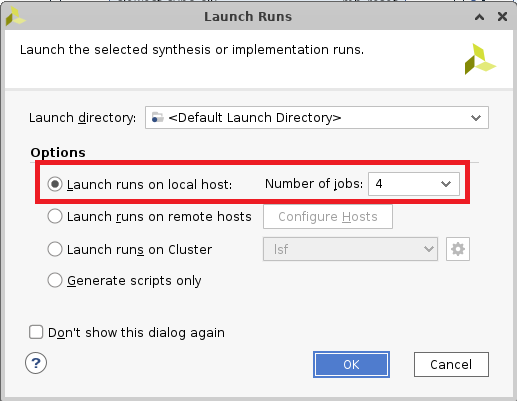 Launch Runs
Launch the selected synthesis or implementation runs.
Launch directory: <Default Launch Directory>
Options
Launch runs on local host: Number of jobs: 4
Launch runs on remote hosts Configure Hosts
Launch runs on Cluster lsf
Generate scripts only
Don't show this dialog again
? OK Cancel